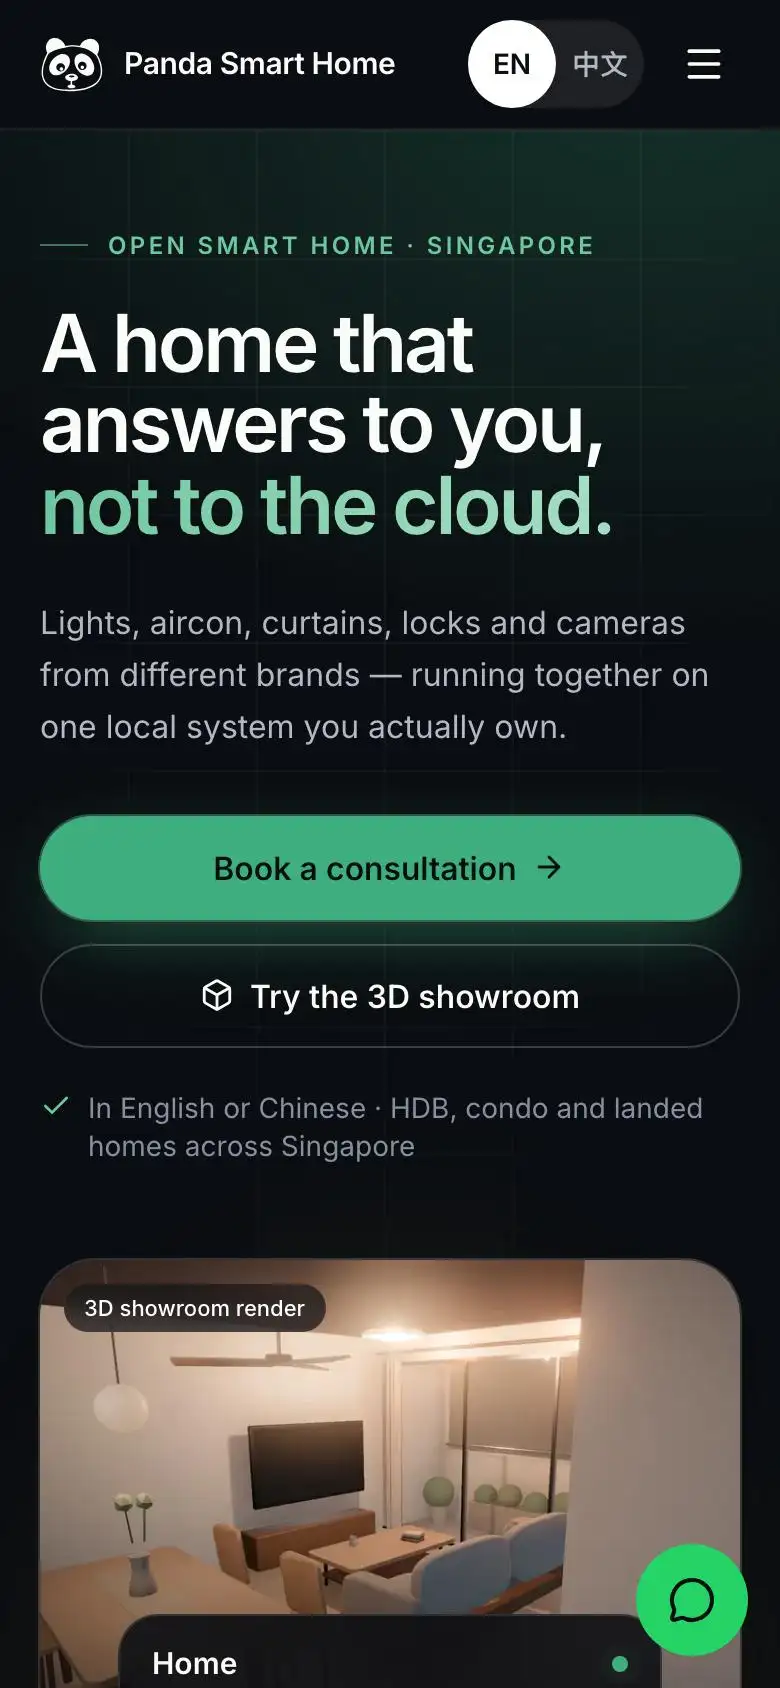 Panda Smart Home
EN
中文
OPEN SMART HOME · SINGAPORE
A home that
answers to you,
not to the cloud.
Lights, aircon, curtains, locks and cameras
from different brands — running together on
one local system you actually own.
Book a consultation →
Try the 3D showroom
In English or Chinese · HDB, condo and landed
homes across Singapore
3D showroom render
Home